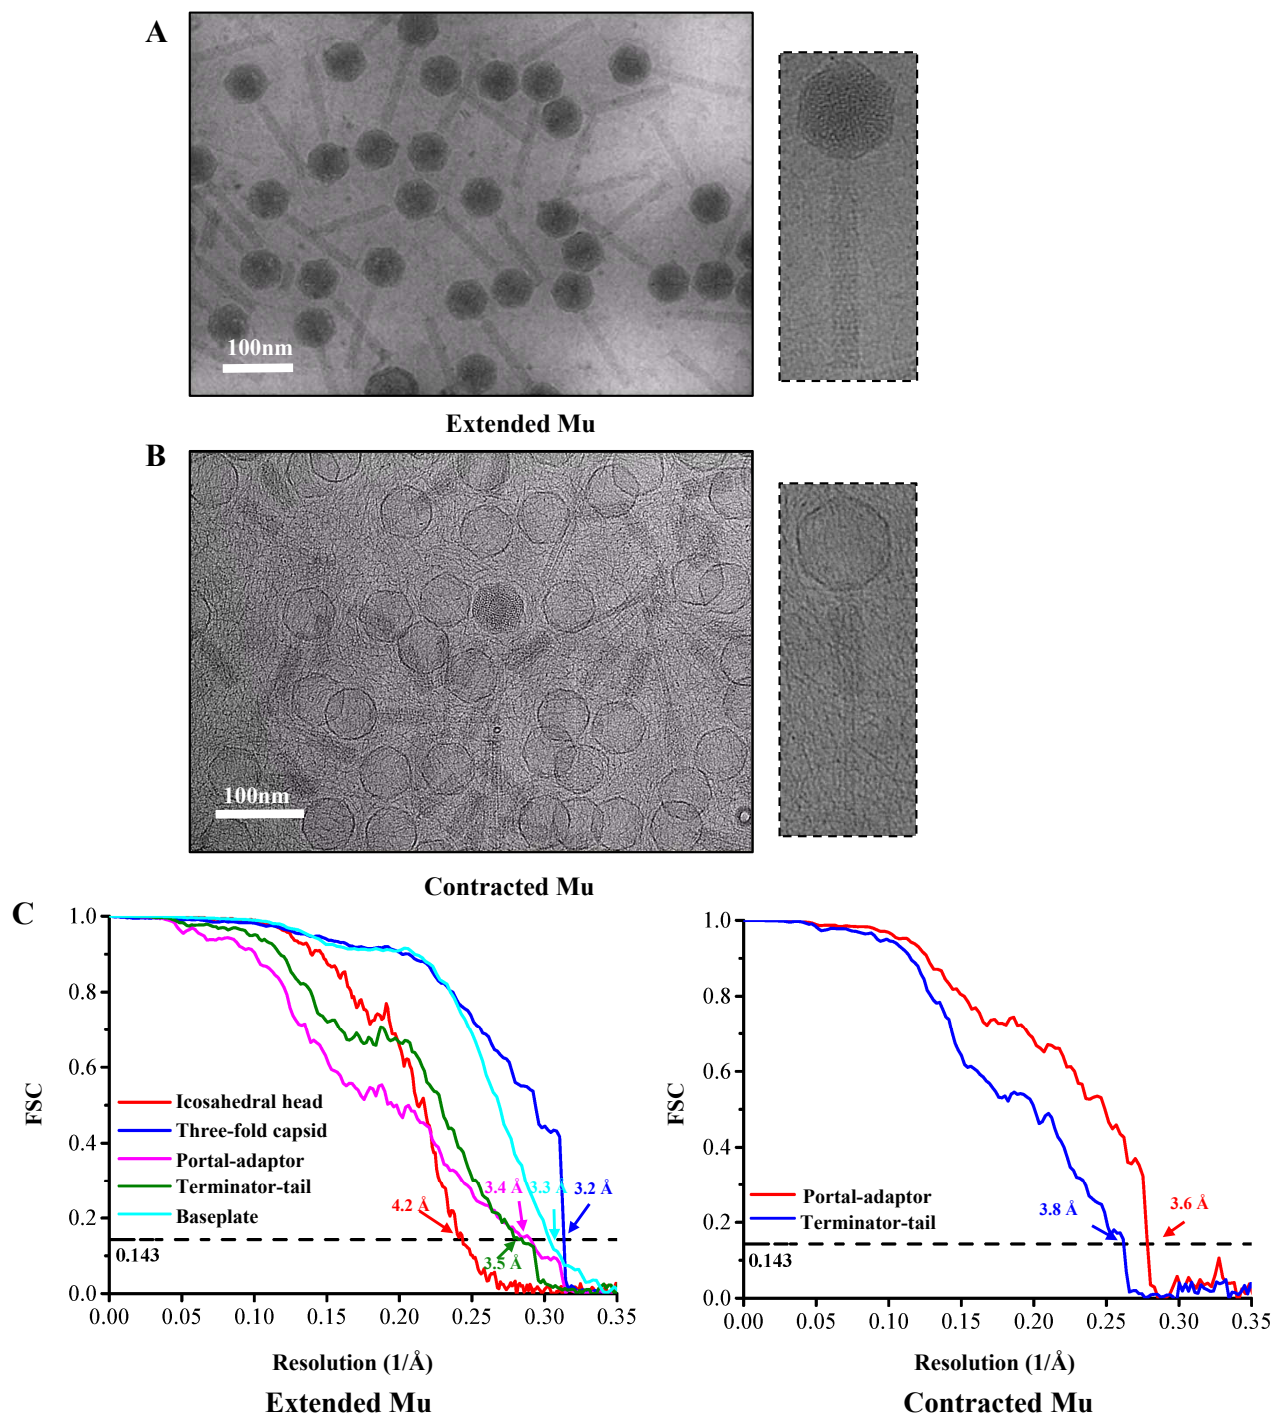 A
100nm
Extended Mu
B
100nm
Contracted Mu
C
1.0
0.8
0.6
0.4
0.2
0.0
FSC
Icosahedral head
Three-fold capsid
Portal-adaptor
Terminator-tail
Baseplate
4.2 Å
3.4 Å
3.3 Å
3.2 Å
3.5 Å
0.143
0.00
0.05
0.10
0.15
0.20
0.25
0.30
0.35
Resolution (1/Å)
Extended Mu
1.0
0.8
0.6
0.4
0.2
0.0
FSC
Portal-adaptor
Terminator-tail
3.8 Å
3.6 Å
0.143
0.00
0.05
0.10
0.15
0.20
0.25
0.30
0.35
Resolution (1/Å)
Contracted Mu